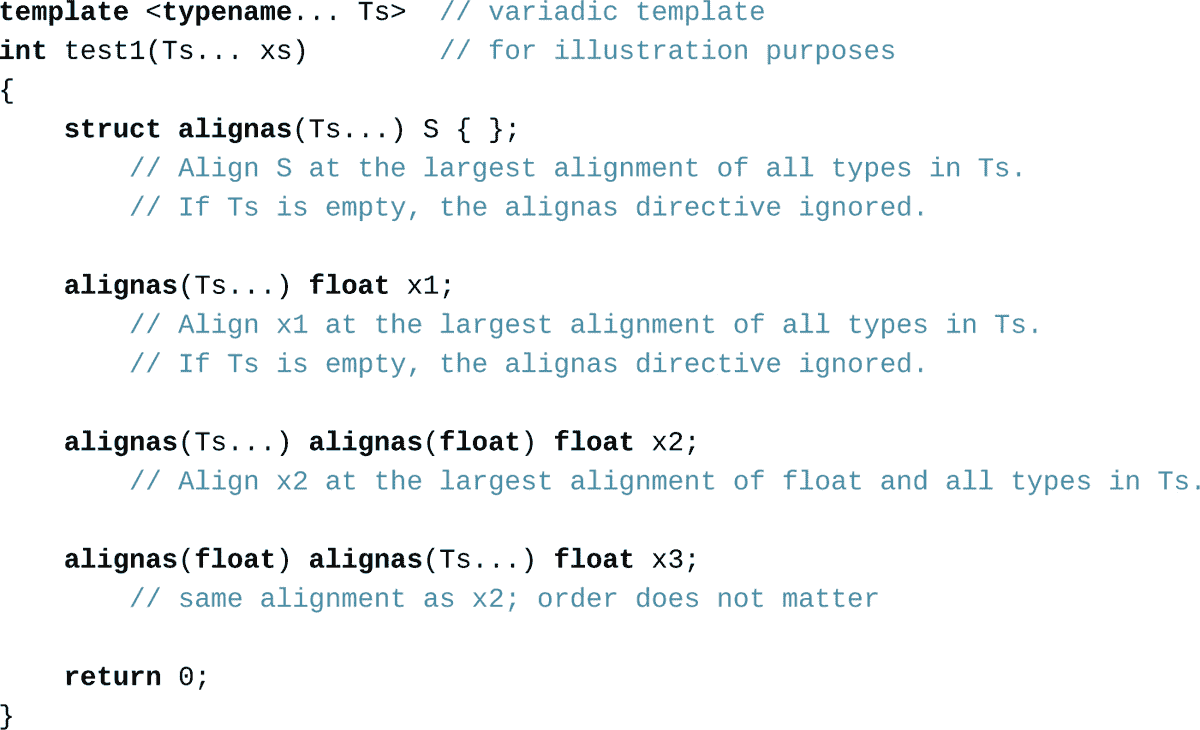 template <typename... Ts>  // variadic template
int test1(Ts... xs)        // for illustration purposes
{
    struct alignas(Ts...) S { };
        // Align S at the largest alignment of all types in Ts.
        // If Ts is empty, the alignas directive ignored.

    alignas(Ts...) float x1;
        // Align x1 at the largest alignment of all types in Ts.
        // If Ts is empty, the alignas directive ignored.

    alignas(Ts...) alignas(float) float x2;
        // Align x2 at the largest alignment of float and all types in Ts.

    alignas(float) alignas(Ts...) float x3;
        // same alignment as x2; order does not matter

    return 0;
}